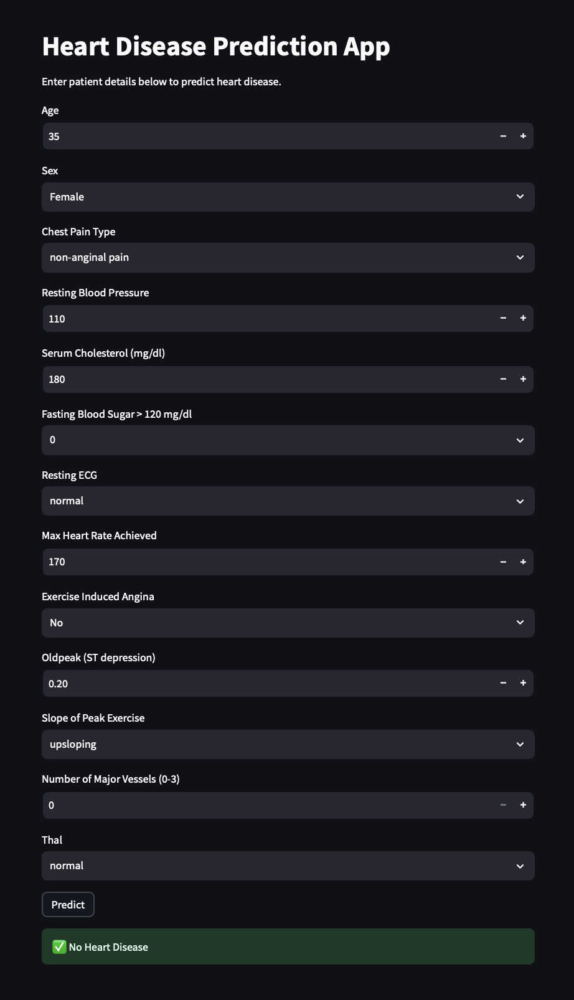 Heart Disease Prediction App
Enter patient details below to predict heart disease.
Age
35
Sex
Female
Chest Pain Type
non-anginal pain
Resting Blood Pressure
110
Serum Cholesterol (mg/dl)
180
Fasting Blood Sugar > 120 mg/dl
0
Resting ECG
normal
Max Heart Rate Achieved
170
Exercise Induced Angina
No
Oldpeak (ST depression)
0.20
Slope of Peak Exercise
upsloping
Number of Major Vessels (0-3)
0
Thal
normal
Predict
✅ No Heart Disease